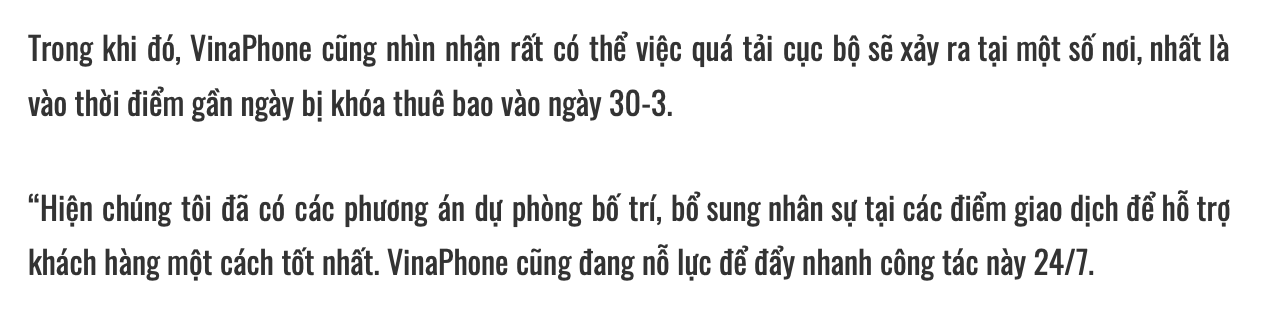 Trong khi đó, VinaPhone cũng nhìn nhận rất có thể việc quá tải cục bộ sẽ xảy ra tại một số nơi, nhất là
vào thời điểm gần ngày bị khóa thuê bao vào ngày 30-3.
“Hiện chúng tôi đã có các phương án dự phòng bố trí, bổ sung nhân sự tại các điểm giao dịch để hỗ trợ
khách hàng một cách tốt nhất. VinaPhone cũng đang nỗ lực để đẩy nhanh công tác này 24/7.